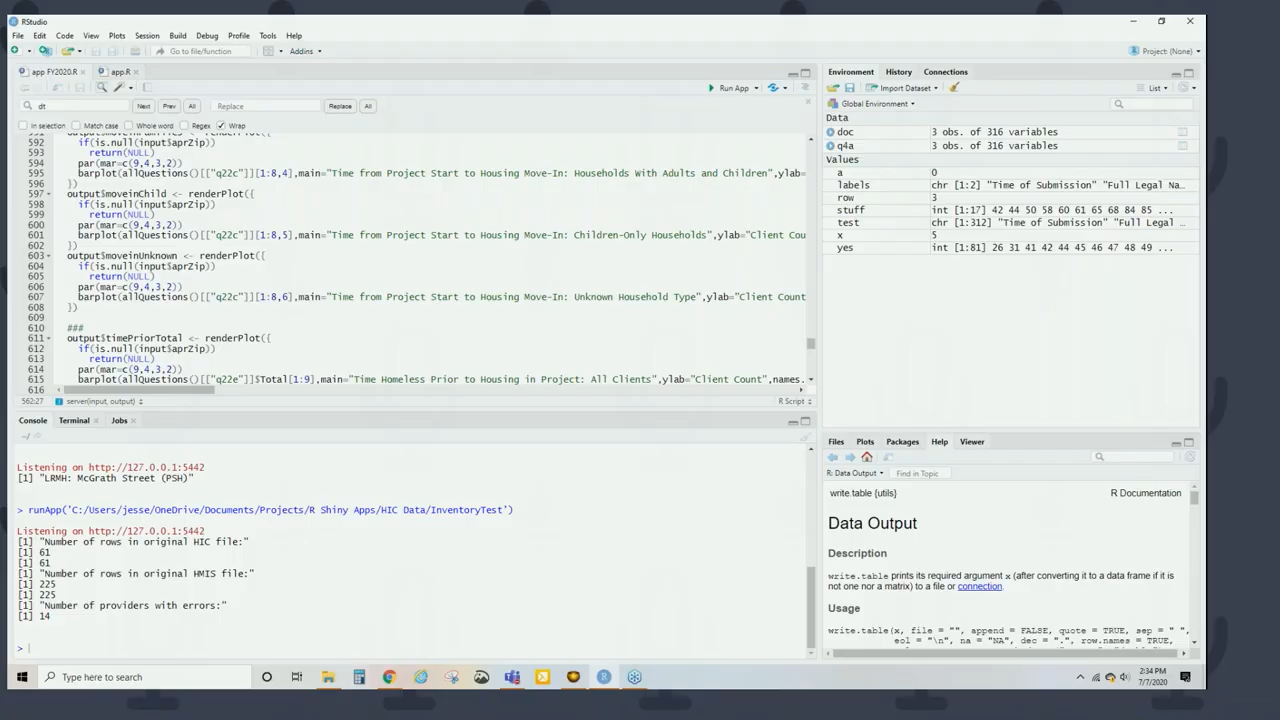 RStudio
File Edit Code View Plots Session Build Debug Profile Tools Help
Go to file/function Addins Project: (None)
app FY2020.R app.R
dt Next Prev All Replace Replace All
In selection Match case Whole word Regex Wrap
Run App
592 if(is.null(input$aprZip))
593 return(NULL)
594 par(mar=c(9,4,3,2))
595 barplot(allQuestions()[["q22c"]][1:8,4],main="Time from Project Start to Housing Move-In: Households With Adults and Children",ylab=
596 })
597 output$moveinChild <- renderPlot({
598 if(is.null(input$aprZip))
599 return(NULL)
600 par(mar=c(9,4,3,2))
601 barplot(allQuestions()[["q22c"]][1:8,5],main="Time from Project Start to Housing Move-In: Children-Only Households",ylab="Client Cou
602 })
603 output$moveinUnknown <- renderPlot({
604 if(is.null(input$aprZip))
605 return(NULL)
606 par(mar=c(9,4,3,2))
607 barplot(allQuestions()[["q22c"]][1:8,6],main="Time from Project Start to Housing Move-In: Unknown Household Type",ylab="Client Count
608 })
609
610 ###
611 output$timePriorTotal <- renderPlot({
612 if(is.null(input$aprZip))
613 return(NULL)
614 par(mar=c(9,4,3,2))
615 barplot(allQuestions()[["q22e"]]$Total[1:9],main="Time Homeless Prior to Housing in Project: All Clients",ylab="Client Count",names.
616
562:27 server(input, output) R Script
Console Terminal Jobs
~/
Listening on http://127.0.0.1:5442
[1] "LRMH: McGrath Street (PSH)"
> runApp('C:/Users/jesse/OneDrive/Documents/Projects/R Shiny Apps/HIC Data/InventoryTest')
Listening on http://127.0.0.1:5442
[1] "Number of rows in original HIC file:"
[1] 61
[1] 61
[1] "Number of rows in original HMIS file:"
[1] 225
[1] 225
[1] "Number of providers with errors:"
[1] 14
>
Environment History Connections
Import Dataset List
Global Environment
Data
doc 3 obs. of 316 variables
q4a 3 obs. of 316 variables
Values
a 0
labels chr [1:2] "Time of Submission" "Full Legal Na…
row 3
stuff int [1:17] 42 44 50 58 60 61 65 68 84 85 ...
test chr [1:312] "Time of Submission" "Full Legal …
x 5
yes int [1:81] 26 31 41 42 44 45 46 47 48 49 ...
Files Plots Packages Help Viewer
R: Data Output Find in Topic
write.table {utils} R Documentation
Data Output
Description
write.table prints its required argument x (after converting it to a data frame if it is
not one nor a matrix) to a file or connection.
Usage
write.table(x, file = "", append = FALSE, quote = TRUE, sep = " ",
eol = "\n", na = "NA", dec = ".", row.names = TRUE,
Type here to search
2:34 PM
7/7/2020